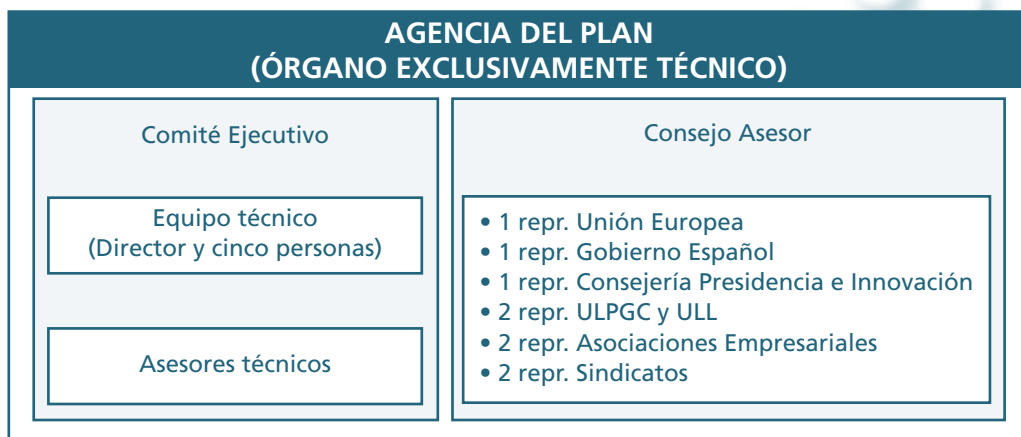 AGENCIA DEL PLAN
(ÓRGANO EXCLUSIVAMENTE TÉCNICO)
Comité Ejecutivo
Equipo técnico
(Director y cinco personas)
Asesores técnicos
Consejo Asesor
• 1 repr. Unión Europea
• 1 repr. Gobierno Español
• 1 repr. Consejería Presidencia e Innovación
• 2 repr. ULPGC y ULL
• 2 repr. Asociaciones Empresariales
• 2 repr. Sindicatos